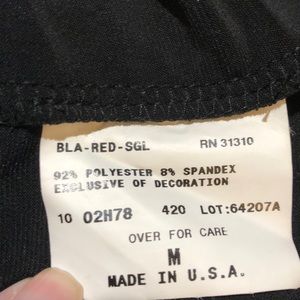 BLA-RED-SGL RN 31310
92% POLYESTER 8% SPANDEX
EXCLUSIVE OF DECORATION
10 02H78 420 LOT:64207A
OVER FOR CARE
M
MADE IN U.S.A.